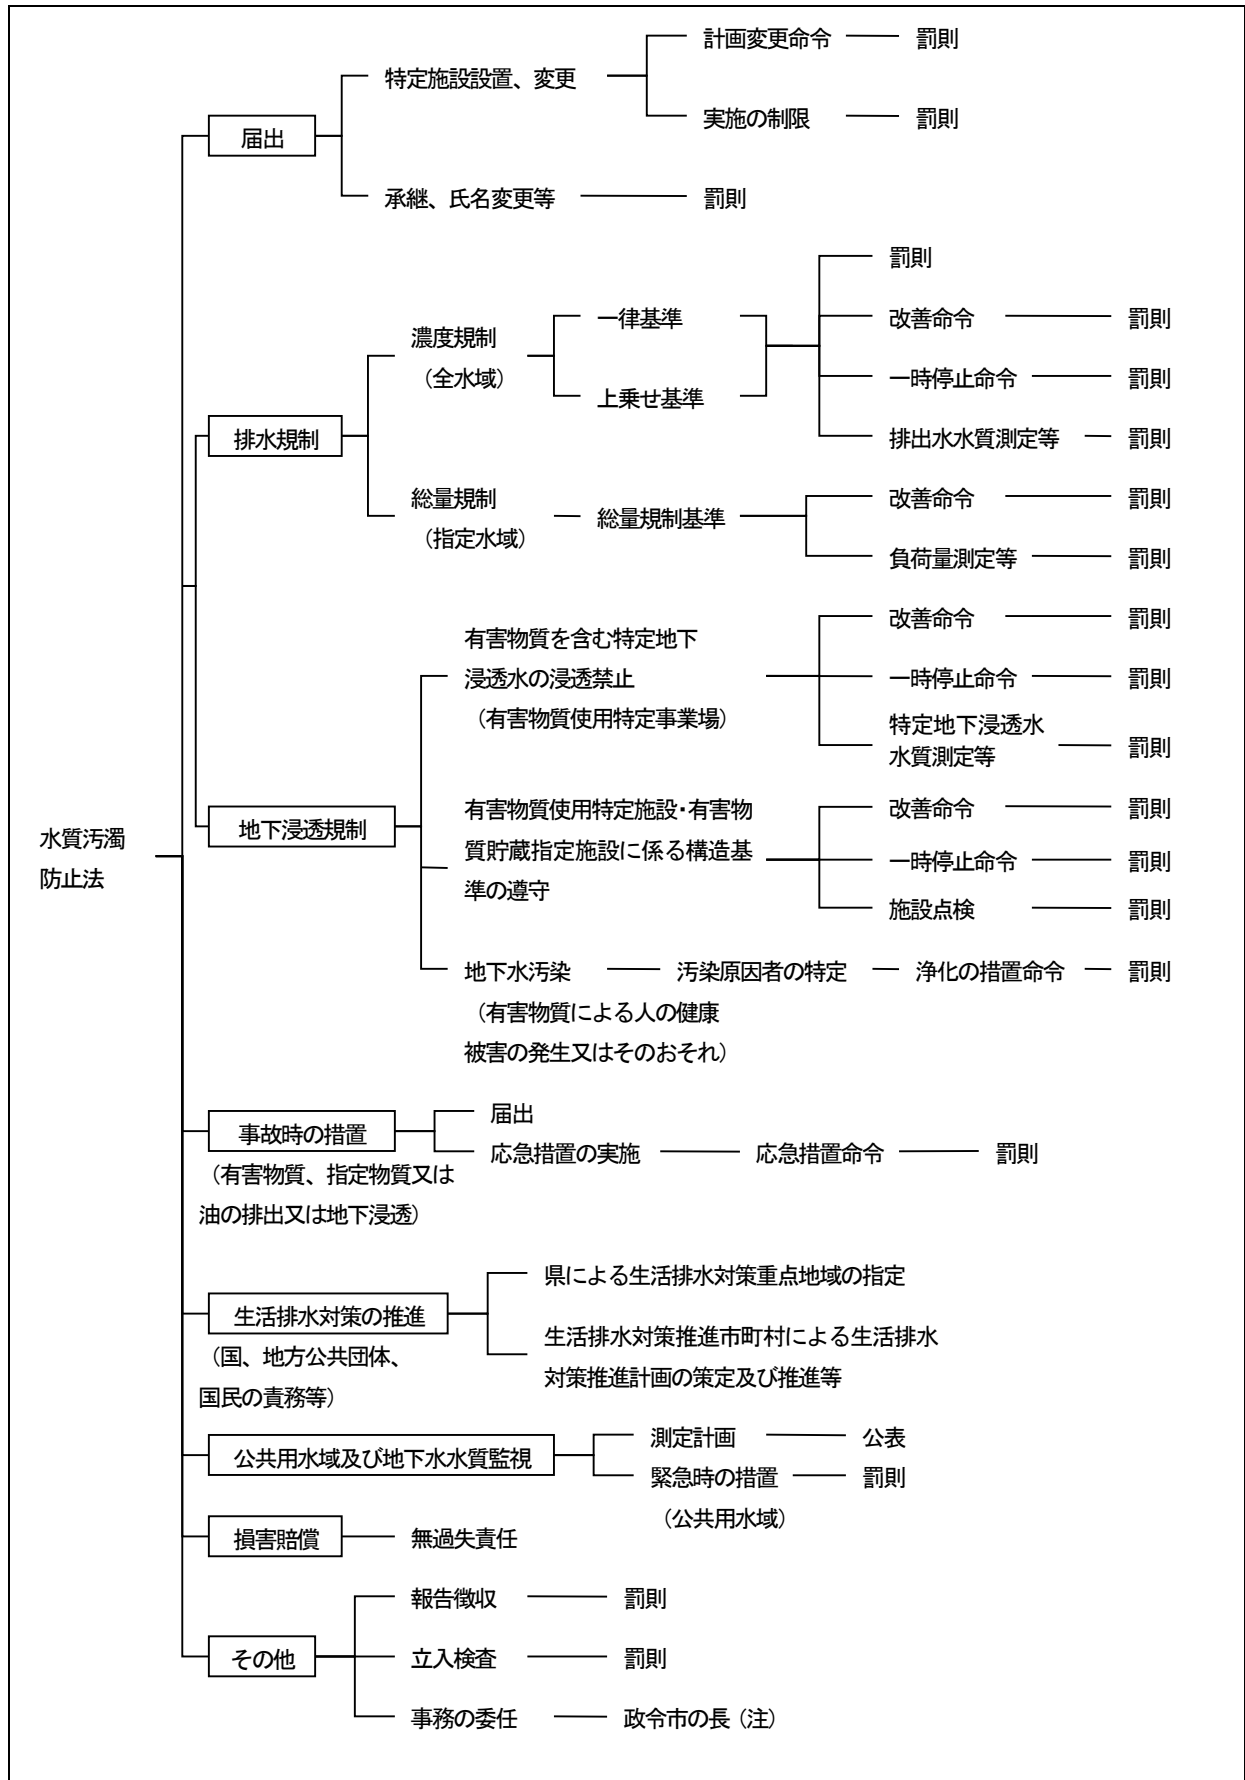 計画変更命令 罰則
特定施設設置、変更
実施の制限 罰則
届出
承継、氏名変更等 罰則
罰則
一律基準 改善命令 罰則
濃度規制
（全水域） 一時停止命令 罰則
上乗せ基準
排水規制 排出水水質測定等 罰則
総量規制 改善命令 罰則
（指定水域） 総量規制基準
負荷量測定等 罰則
改善命令 罰則
有害物質を含む特定地下
浸透水の浸透禁止 一時停止命令 罰則
（有害物質使用特定事業場） 特定地下浸透水
水質測定等 罰則
有害物質使用特定施設・有害物 改善命令 罰則
地下浸透規制
水質汚濁
防止法
質貯蔵指定施設に係る構造基 一時停止命令 罰則
準の遵守
施設点検 罰則
地下水汚染 汚染原因者の特定 浄化の措置命令 罰則
（有害物質による人の健康
被害の発生又はそのおそれ）
届出
事故時の措置
応急措置の実施 応急措置命令 罰則
（有害物質、指定物質又は
油の排出又は地下浸透）
県による生活排水対策重点地域の指定
生活排水対策の推進
生活排水対策推進市町村による生活排水
対策推進計画の策定及び推進等
（国、地方公共団体、
国民の責務等）
測定計画 公表
公共用水域及び地下水水質監視
緊急時の措置 罰則
（公共用水域）
損害賠償 無過失責任
報告徴収 罰則
その他 立入検査 罰則
事務の委任 政令市の長（注）